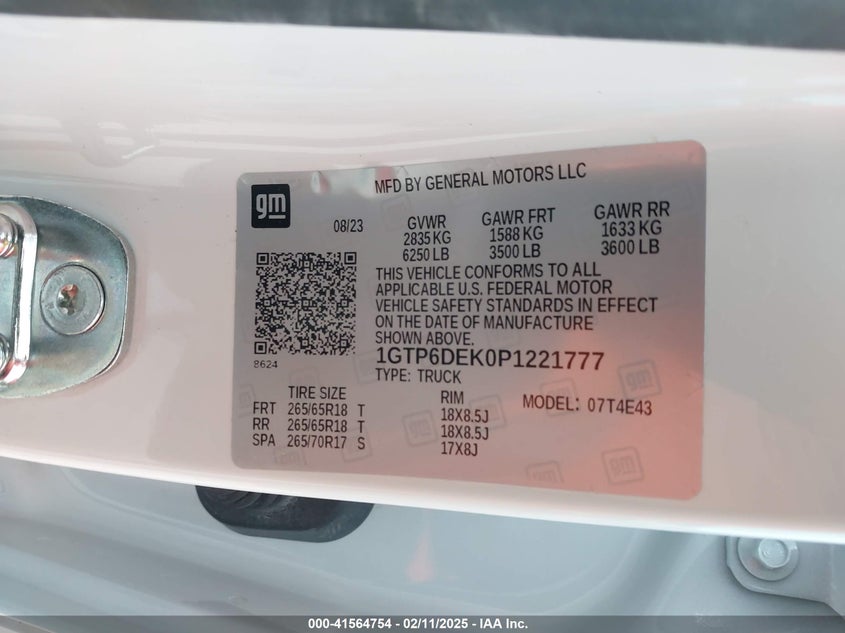 gm
MFD BY GENERAL MOTORS LLC
08/23
GVWR
2835 KG
6250 LB
GAWR FRT
1588 KG
3500 LB
GAWR RR
1633 KG
3600 LB
THIS VEHICLE CONFORMS TO ALL
APPLICABLE U.S. FEDERAL MOTOR
VEHICLE SAFETY STANDARDS IN EFFECT
ON THE DATE OF MANUFACTURE
SHOWN ABOVE.
8624
1GTP6DEK0P1221777
TYPE: TRUCK
TIRE SIZE
RIM
MODEL: 07T4E43
FRT 265/65R18 T 18X8.5J
RR 265/65R18 T 18X8.5J
SPA 265/70R17 S 17X8J
gm
000-41564754 — 02/11/2025 — IAA Holdings, LLC.